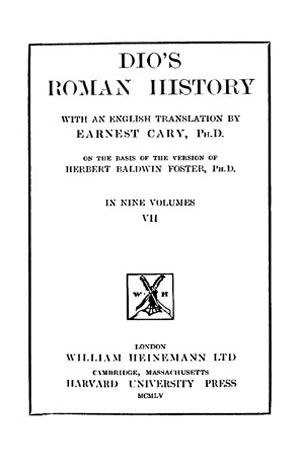 DIO'S
ROMAN HISTORY
WITH AN ENGLISH TRANSLATION BY
EARNEST CARY, PH.D.
ON THE BASIS OF THE VERSION OF
HERBERT BALDWIN FOSTER, PH.D.
IN NINE VOLUMES
VII
W H
LONDON
WILLIAM HEINEMANN LTD
CAMBRIDGE, MASSACHUSETTS
HARVARD UNIVERSITY PRESS
MCMLV